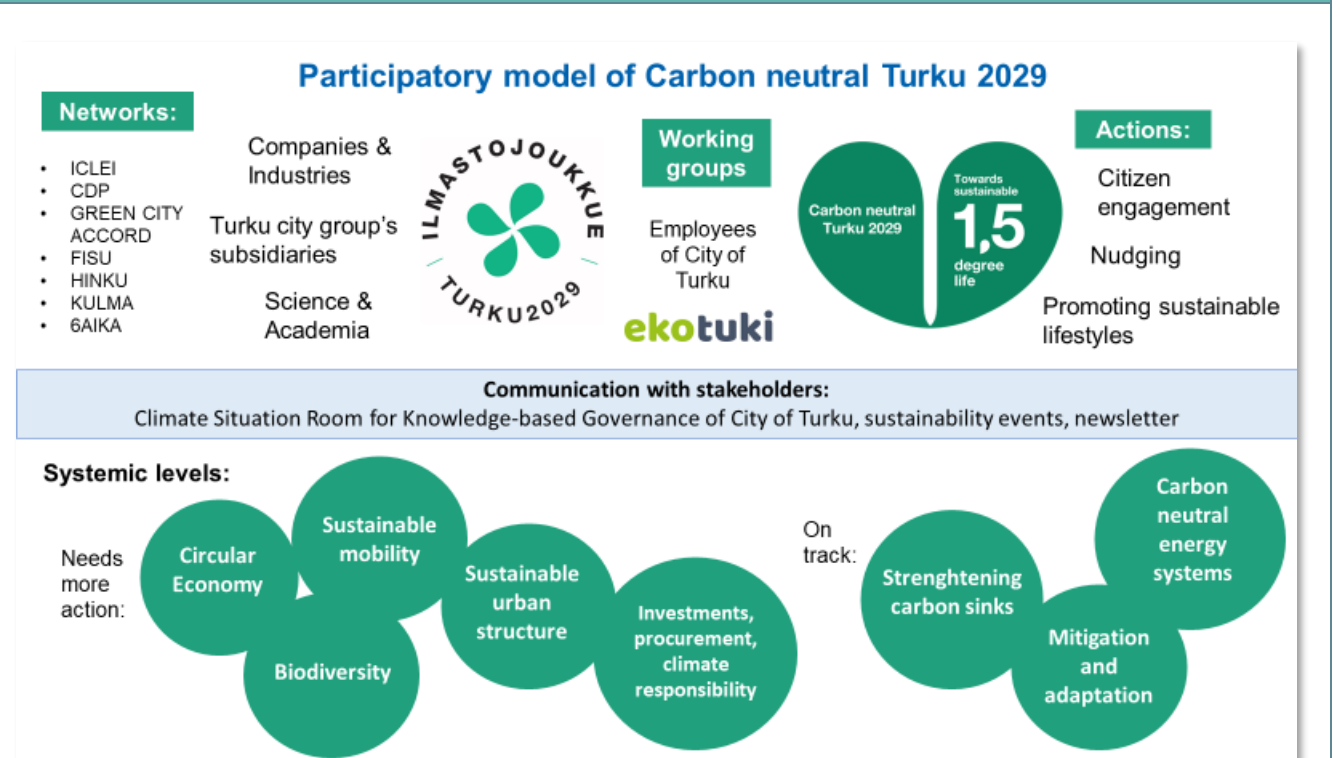 Participatory model of Carbon neutral Turku 2029
Networks:
• ICLEI
• CDP
• GREEN CITY
ACCORD
• FISU
• HINKU
• KULMA
• 6AIKA
Companies &
Industries
Turku city group's
subsidiaries
Science &
Academia
ILMASTOJOUKKUE
TURKU2029
Working
groups
Employees
of City of
Turku
ekotuki
Carbon neutral
Turku 2029
Towards
sustainable
1,5
degree
life
Actions:
Citizen
engagement
Nudging
Promoting sustainable
lifestyles
Communication with stakeholders:
Climate Situation Room for Knowledge-based Governance of City of Turku, sustainability events, newsletter
Systemic levels:
Needs
more
action:
Circular
Economy
Sustainable
mobility
Biodiversity
Sustainable
urban
structure
Investments,
procurement,
climate
responsibility
On
track:
Strenghtening
carbon sinks
Mitigation
and
adaptation
Carbon
neutral
energy
systems